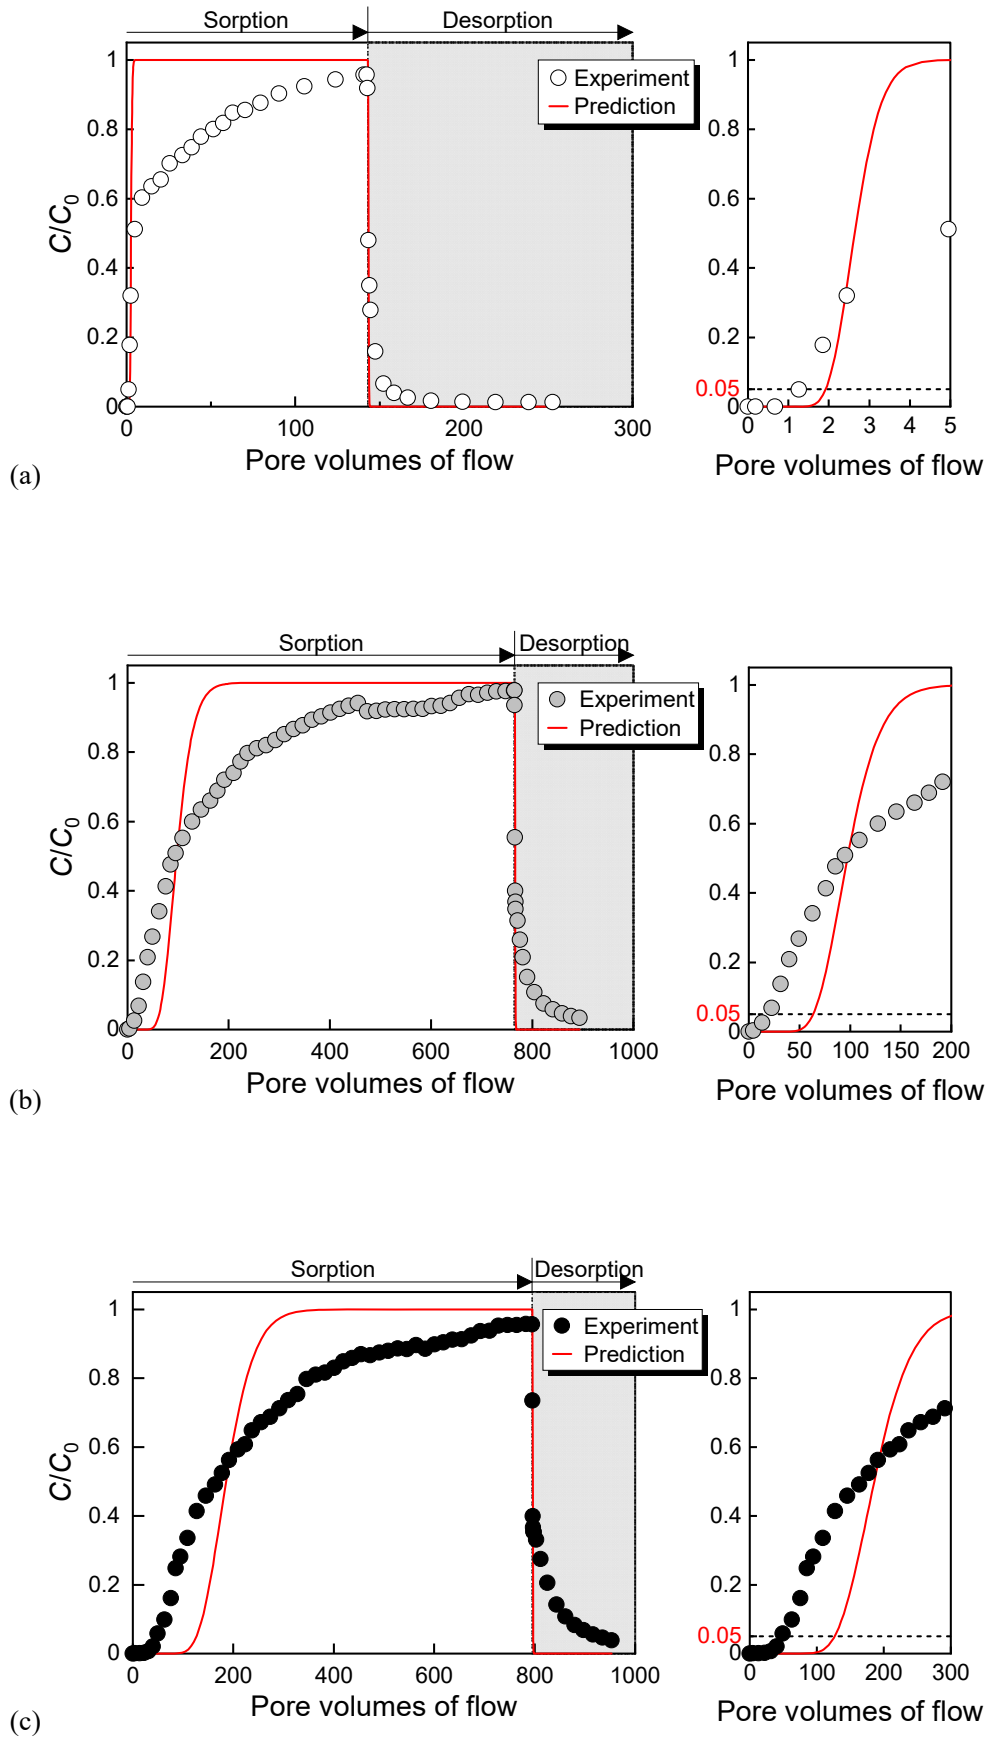 Sorption Desorption
1
0.8
0.6
0.4
0.2
0
C/C0
0 100 200 300
Pore volumes of flow
Experiment
Prediction
1
0.8
0.6
0.4
0.2
0.05
0
0 1 2 3 4 5
Pore volumes of flow
(a)
Sorption Desorption
1
0.8
0.6
0.4
0.2
0
C/C0
0 200 400 600 800 1000
Pore volumes of flow
Experiment
Prediction
1
0.8
0.6
0.4
0.2
0.05
0
0 50 100 150 200
Pore volumes of flow
(b)
Sorption Desorption
1
0.8
0.6
0.4
0.2
0
C/C0
0 200 400 600 800 1000
Pore volumes of flow
Experiment
Prediction
1
0.8
0.6
0.4
0.2
0.05
0
0 100 200 300
Pore volumes of flow
(c)